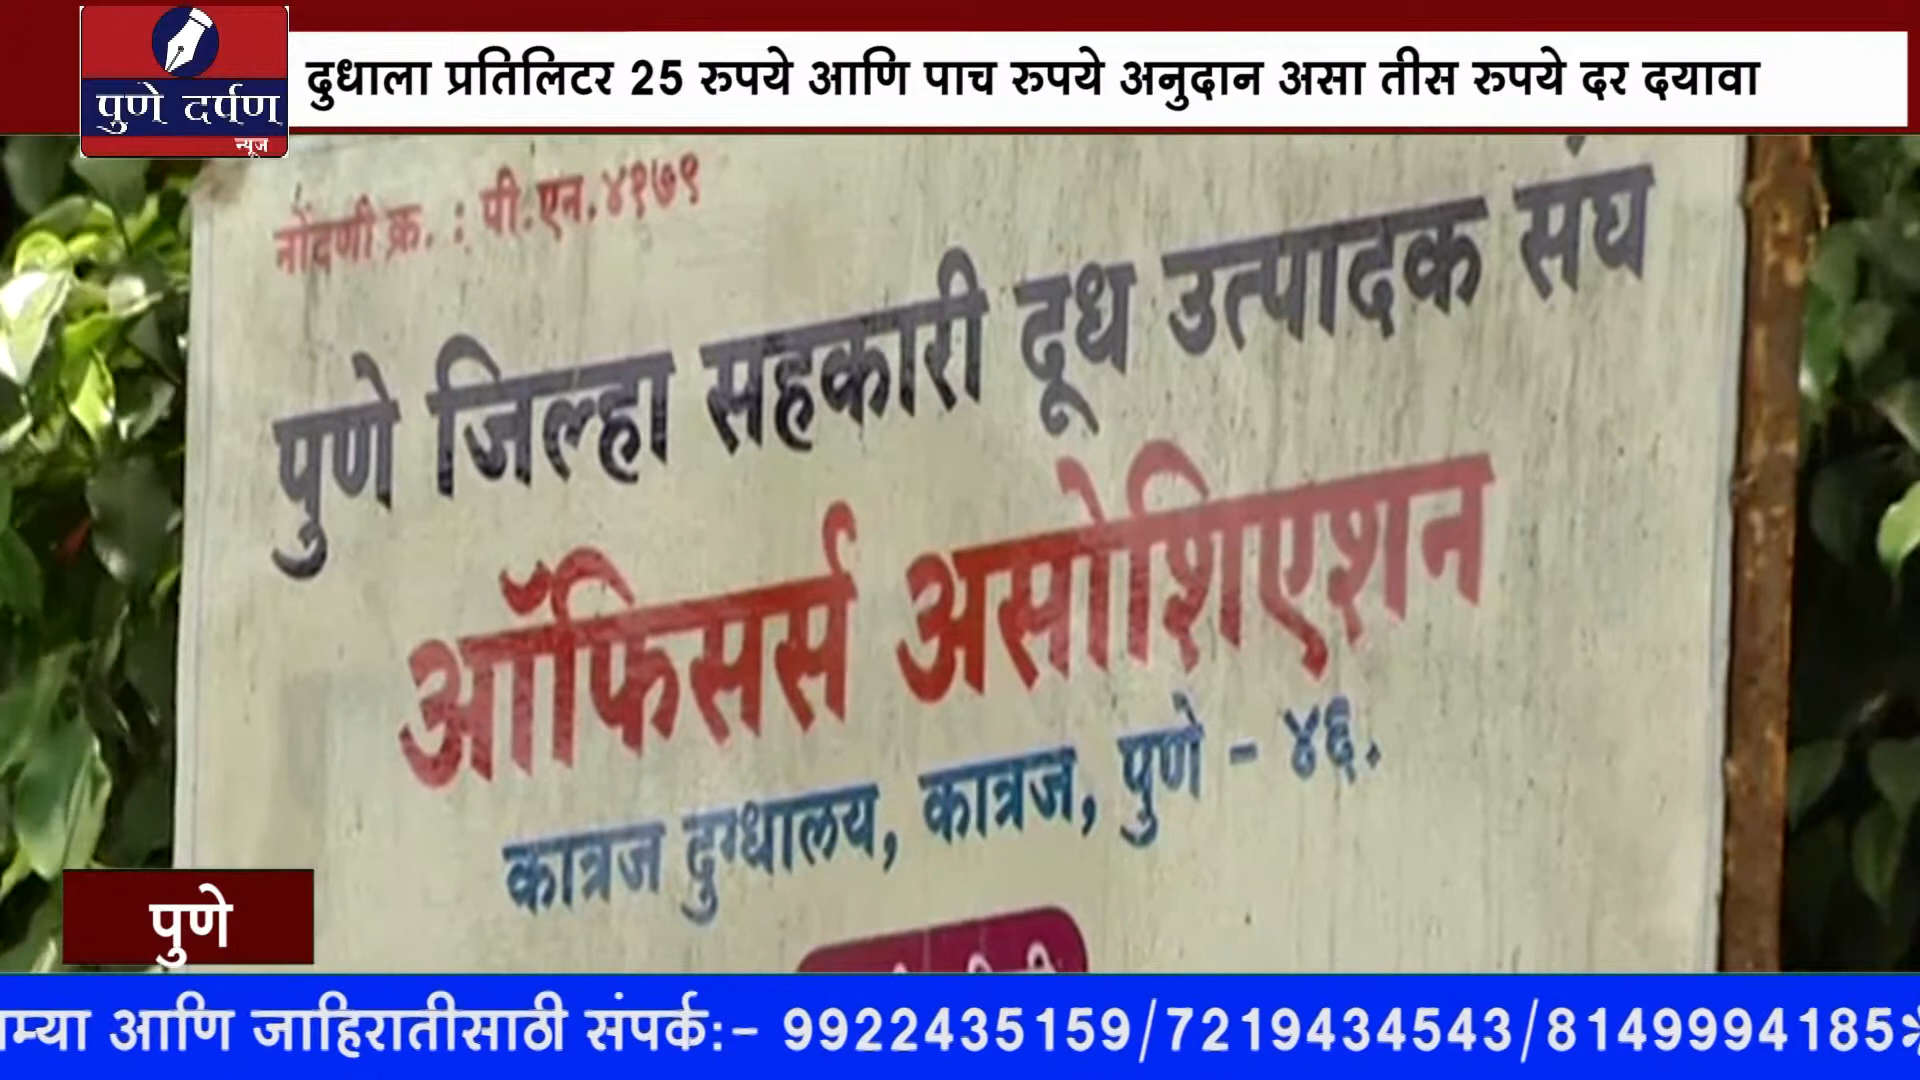 दुधाला प्रतिलिटर 25 रुपये आणि पाच रुपये अनुदान असा तीस रुपये दर दयावा
पुणे दर्पण
न्यूज
नोंदणी क्र. : पी.एन.४१७९
पुणे जिल्हा सहकारी दूध उत्पादक संघ
ऑफिसर्स असोशिएशन
कात्रज दुग्धालय, कात्रज, पुणे - ४६.
पुणे
आणि जाहिरातीसाठी संपर्क:- 9922435159/7219434543/8149994185